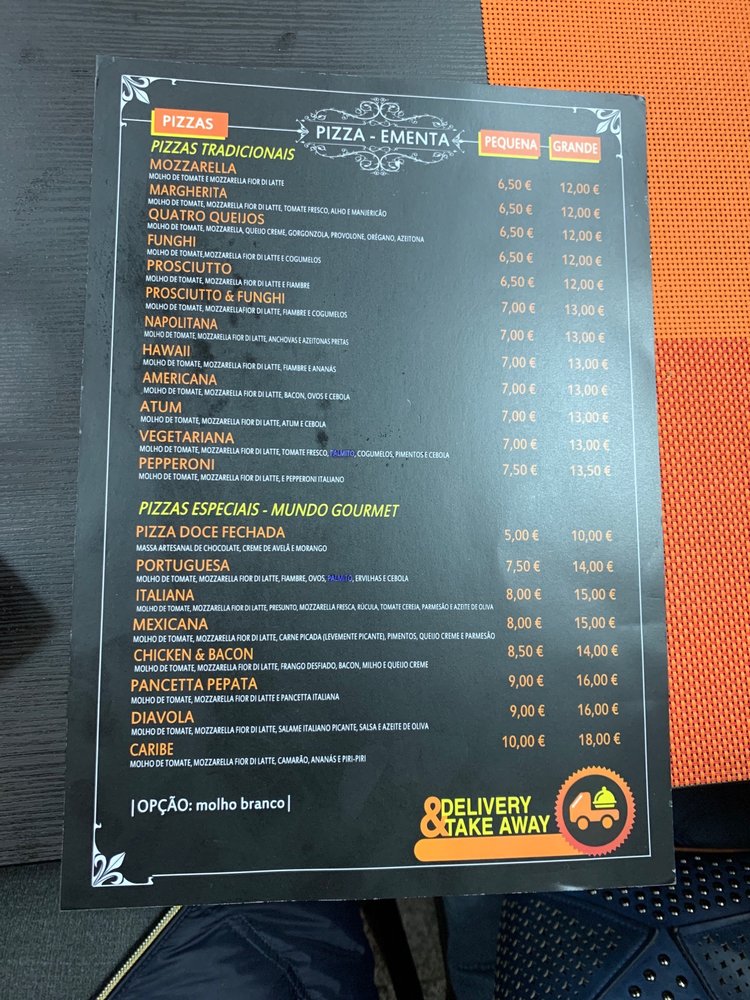 PIZZAS
PIZZA - EMENTA
PEQUENA GRANDE
PIZZAS TRADICIONAIS
MOZZARELLA 6,50 € 12,00 €
MOLHO DE TOMATE E MOZZARELLA FIOR DI LATTE
MARGHERITA 6,50 € 12,00 €
MOLHO DE TOMATE, MOZZARELLA FIOR DI LATTE, TOMATE FRESCO, ALHO E MANJERICÃO
QUATRO QUEIJOS 6,50 € 12,00 €
MOLHO DE TOMATE, MOZZARELLA, QUEIJO CREME, GORGONZOLA, PROVOLONE, ORÉGANO, AZEITONA
FUNGHI 6,50 € 12,00 €
MOLHO DE TOMATE,MOZZARELLA FIOR DI LATTE E COGUMELOS
PROSCIUTTO 6,50 € 12,00 €
MOLHO DE TOMATE, MOZZARELLA FIOR DI LATTE E FIAMBRE
PROSCIUTTO & FUNGHI 7,00 € 13,00 €
MOLHO DE TOMATE, MOZZARELLAFIOR DI LATTE, FIAMBRE E COGUMELOS
NAPOLITANA 7,00 € 13,00 €
MOLHO DE TOMATE, MOZZARELLA FIOR DI LATTE, ANCHOVAS E AZEITONAS PRETAS
HAWAII 7,00 € 13,00 €
MOLHO DE TOMATE, MOZZARELLA FIOR DI LATTE, FIAMBRE E ANANÁS
AMERICANA 7,00 € 13,00 €
MOLHO DE TOMATE, MOZZARELLA FIOR DI LATTE, BACON, OVOS E CEBOLA
ATUM 7,00 € 13,00 €
MOLHO DE TOMATE, MOZZARELLA FIOR DI LATTE, ATUM E CEBOLA
VEGETARIANA 7,00 € 13,00 €
MOLHO DE TOMATE, MOZZARELLA FIOR DI LATTE, TOMATE FRESCO, PALMITO, COGUMELOS, PIMENTOS E CEBOLA
PEPPERONI 7,50 € 13,50 €
MOLHO DE TOMATE, MOZZARELLA FIOR DI LATTE, E PEPPERONI ITALIANO
PIZZAS ESPECIAIS - MUNDO GOURMET
PIZZA DOCE FECHADA 5,00 € 10,00 €
MASSA ARTESANAL DE CHOCOLATE, CREME DE AVELÃ E MORANGO
PORTUGUESA 7,50 € 14,00 €
MOLHO DE TOMATE, MOZZARELLA FIOR DI LATTE, FIAMBRE, OVOS, PALMITO, ERVILHAS E CEBOLA
ITALIANA 8,00 € 15,00 €
MOLHO DE TOMATE, MOZZARELLA FIOR DI LATTE, PRESUNTO, MOZZARELLA FRESCA, RÚCULA, TOMATE CEREJA, PARMESÃO E AZEITE DE OLIVA
MEXICANA 8,00 € 15,00 €
MOLHO DE TOMATE, MOZZARELLA FIOR DI LATTE, CARNE PICADA (LEVEMENTE PICANTE), PIMENTOS, QUEIJO CREME E PARMESÃO
CHICKEN & BACON 8,50 € 14,00 €
MOLHO DE TOMATE, MOZZARELLA FIOR DI LATTE, FRANGO DESFIADO, BACON, MILHO E QUEIJO CREME
PANCETTA PEPATA 9,00 € 16,00 €
MOLHO DE TOMATE, MOZZARELLA FIOR DI LATTE E PANCETTA ITALIANA
DIAVOLA 9,00 € 16,00 €
MOLHO DE TOMATE, MOZZARELLA FIOR DI LATTE, SALAME ITALIANO PICANTE, SALSA E AZEITE DE OLIVA
CARIBE 10,00 € 18,00 €
MOLHO DE TOMATE, MOZZARELLA FIOR DI LATTE, CAMARÃO, ANANÁS E PIRI-PIRI
|OPÇÃO: molho branco|
DELIVERY
& TAKE AWAY